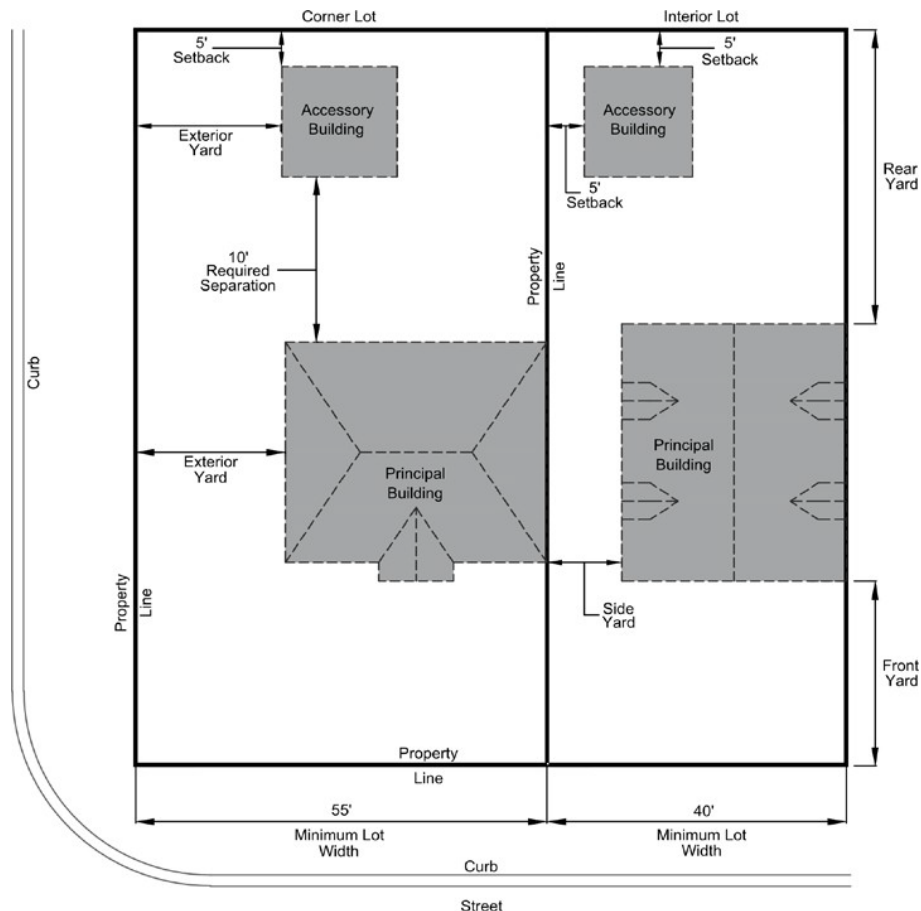 Corner Lot
Interior Lot
5'
Setback
5'
Setback
Accessory
Building
Accessory
Building
Exterior
Yard
5'
Setback
Rear
Yard
10'
Required
Separation
Property
Line
Curb
Exterior
Yard
Principal
Building
Principal
Building
Property
Line
Side
Yard
Front
Yard
Property
Line
55'
Minimum Lot
Width
40'
Minimum Lot
Width
Curb
Street